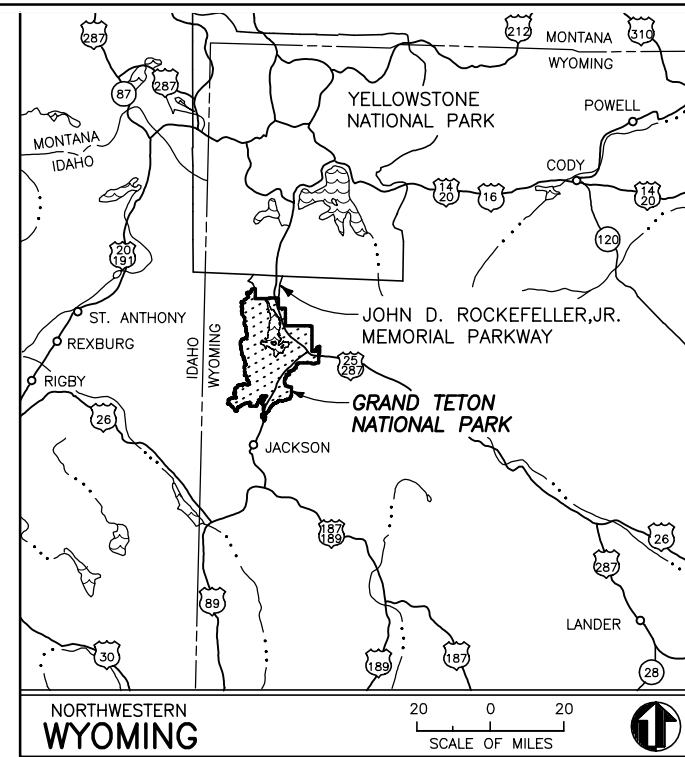 287
212
MONTANA
WYOMING
310
87
287
YELLOWSTONE
NATIONAL PARK
POWELL
MONTANA
IDAHO
CODY
14
20
16
14
20
120
20
191
ST. ANTHONY
REXBURG
RIGBY
IDAHO
WYOMING
JOHN D. ROCKEFELLER,JR.
MEMORIAL PARKWAY
25
287
GRAND TETON
NATIONAL PARK
26
JACKSON
187
189
26
287
89
LANDER
30
189
187
28
NORTHWESTERN
WYOMING
20 0 20
SCALE OF MILES